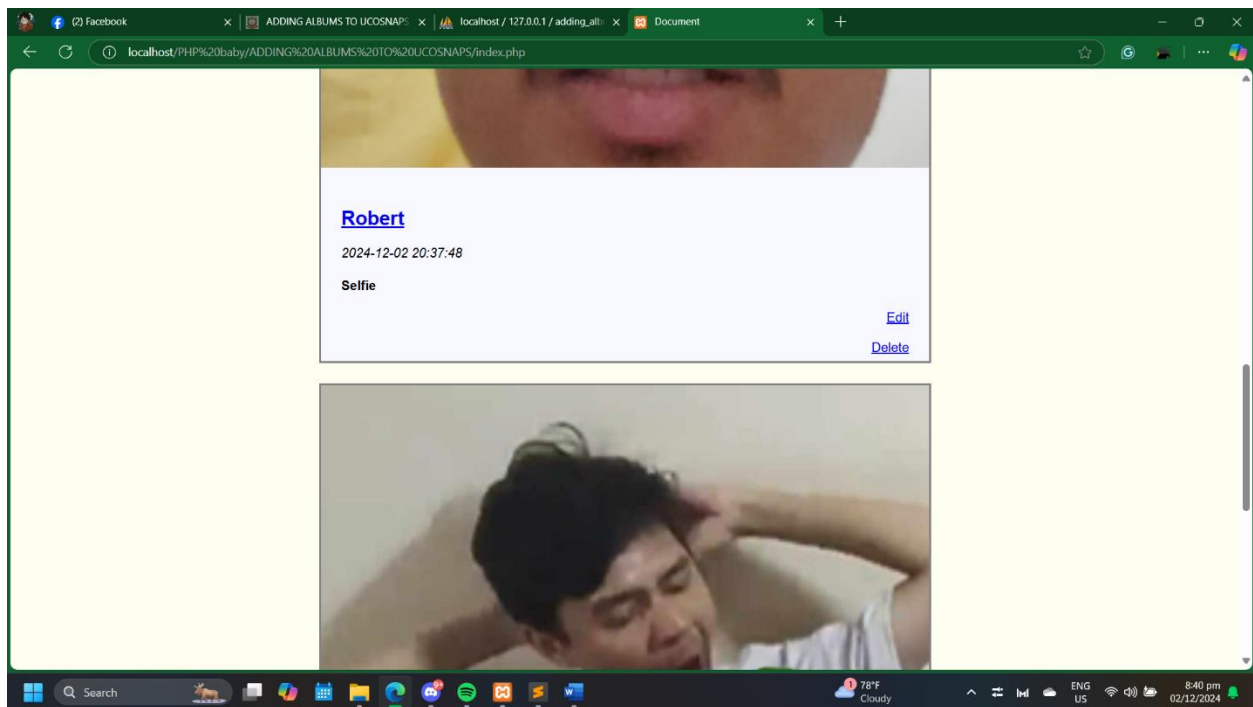 (2) Facebook
ADDING ALBUMS TO UCOSNAPS
localhost / 127.0.0.1 / adding_alb
Document
localhost/PHP%20baby/ADDING%20ALBUMS%20TO%20UCOSNAPS/index.php
Robert
2024-12-02 20:37:48
Selfie
Edit
Delete
Search
1
78°F
Cloudy
ENG
US
8:40 pm
02/12/2024